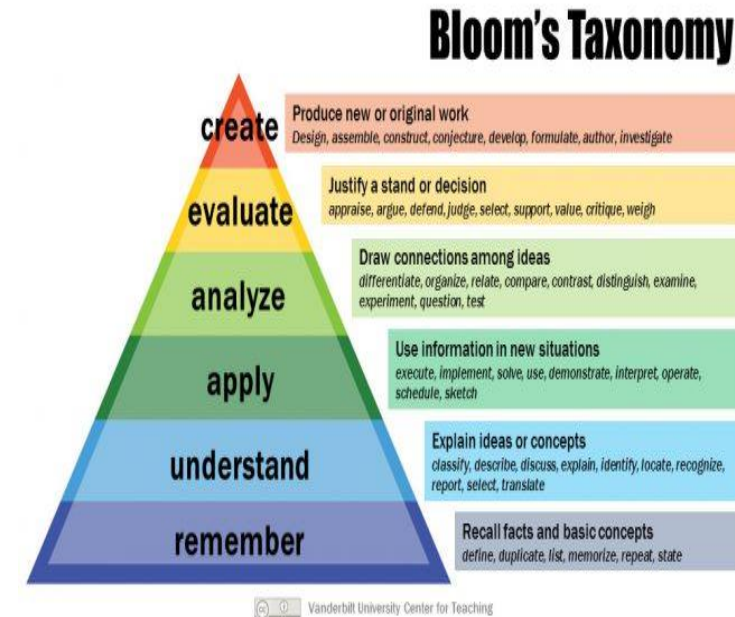 Bloom's Taxonomy
create
Produce new or original work
Design, assemble, construct, conjecture, develop, formulate, author, investigate
evaluate
Justify a stand or decision
appraise, argue, defend, judge, select, support, value, critique, weigh
analyze
Draw connections among ideas
differentiate, organize, relate, compare, contrast, distinguish, examine,
experiment, question, test
apply
Use information in new situations
execute, implement, solve, use, demonstrate, interpret, operate,
schedule, sketch
understand
Explain ideas or concepts
classify, describe, discuss, explain, identify, locate, recognize,
report, select, translate
remember
Recall facts and basic concepts
define, duplicate, list, memorize, repeat, state
cc Vanderbilt University Center for Teaching